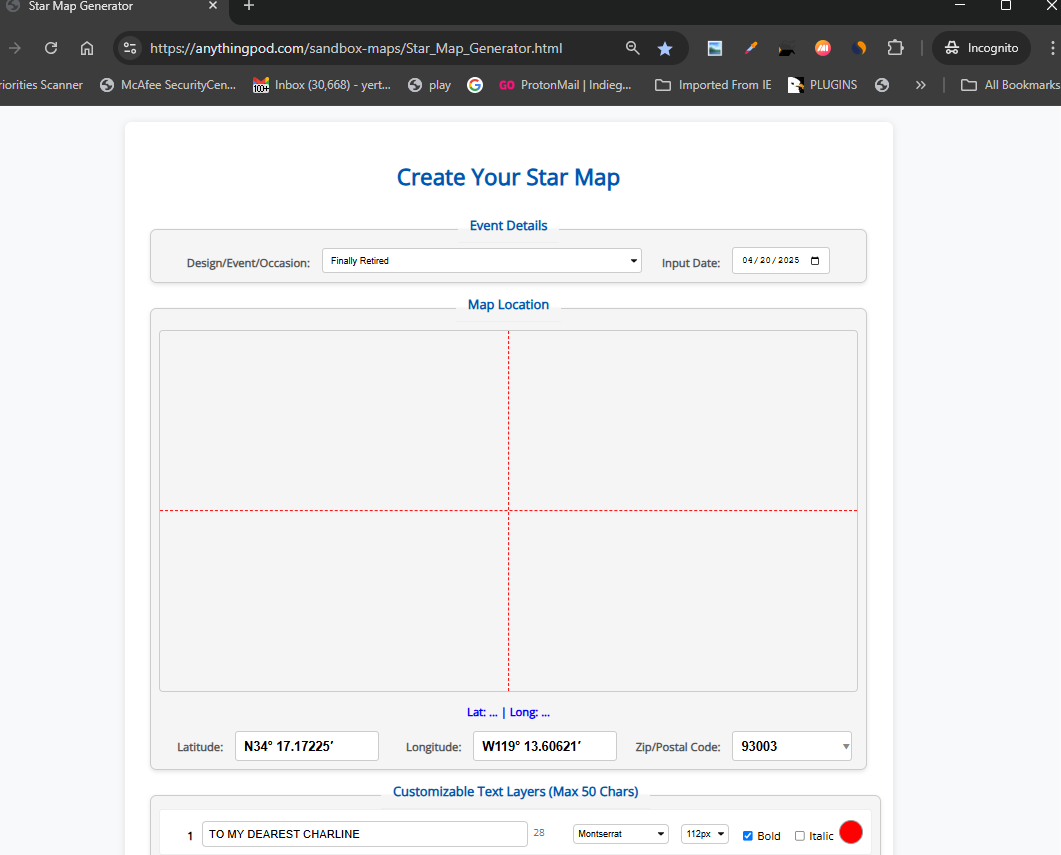 Star Map Generator
https://anythingpod.com/sandbox-maps/Star_Map_Generator.html
Incognito
iorities Scanner
McAfee SecurityCen...
100+
Inbox (30,668) - yert...
play
GO
ProtonMail | Indieg...
Imported From IE
PLUGINS
»
All Bookmarks
Create Your Star Map
Event Details
Design/Event/Occasion:
Finally Retired
Input Date:
04/20/2025
Map Location
Lat: ... | Long: ...
Latitude:
N34° 17.17225′
Longitude:
W119° 13.60621′
Zip/Postal Code:
93003
Customizable Text Layers (Max 50 Chars)
1
TO MY DEAREST CHARLINE
28
Montserrat
112px
Bold
Italic